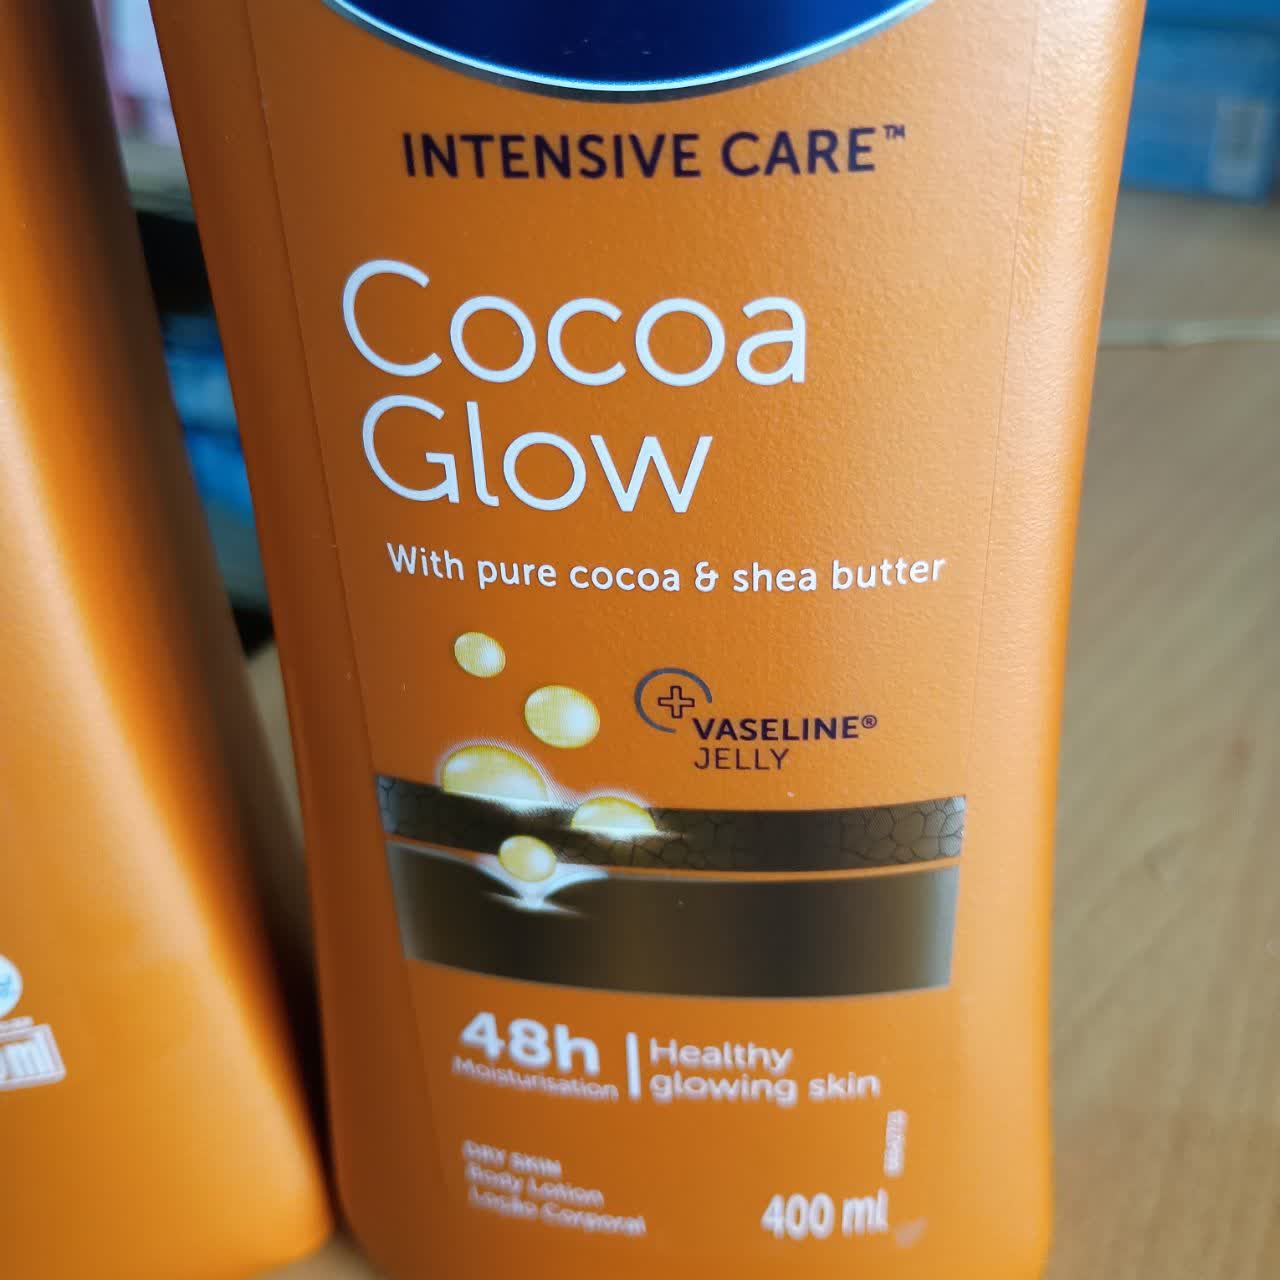 INTENSIVE CARE™
Cocoa
Glow
With pure cocoa & shea butter
VASELINE®
JELLY
48h
Moisturisation
Healthy
glowing skin
DRY SKIN
Body Lotion
Loção Corporal
400 ml
ml